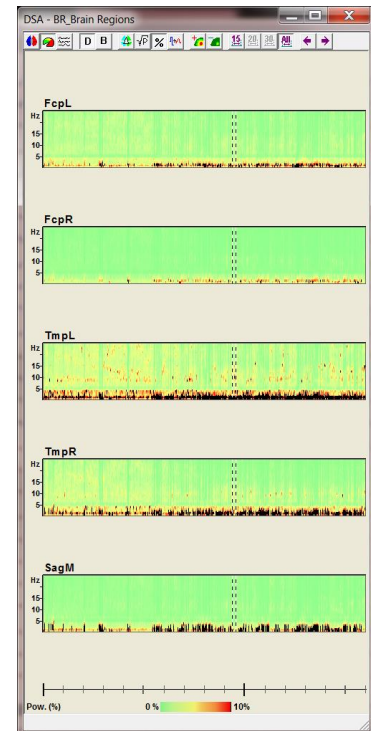 DSA - BR_Brain Regions
D B √P % 15 20 30 All
FcpL
Hz
15
10
5
FcpR
Hz
15
10
5
TmpL
Hz
15
10
5
TmpR
Hz
15
10
5
SagM
Hz
15
10
5
Pow. (%) 0 % 10%